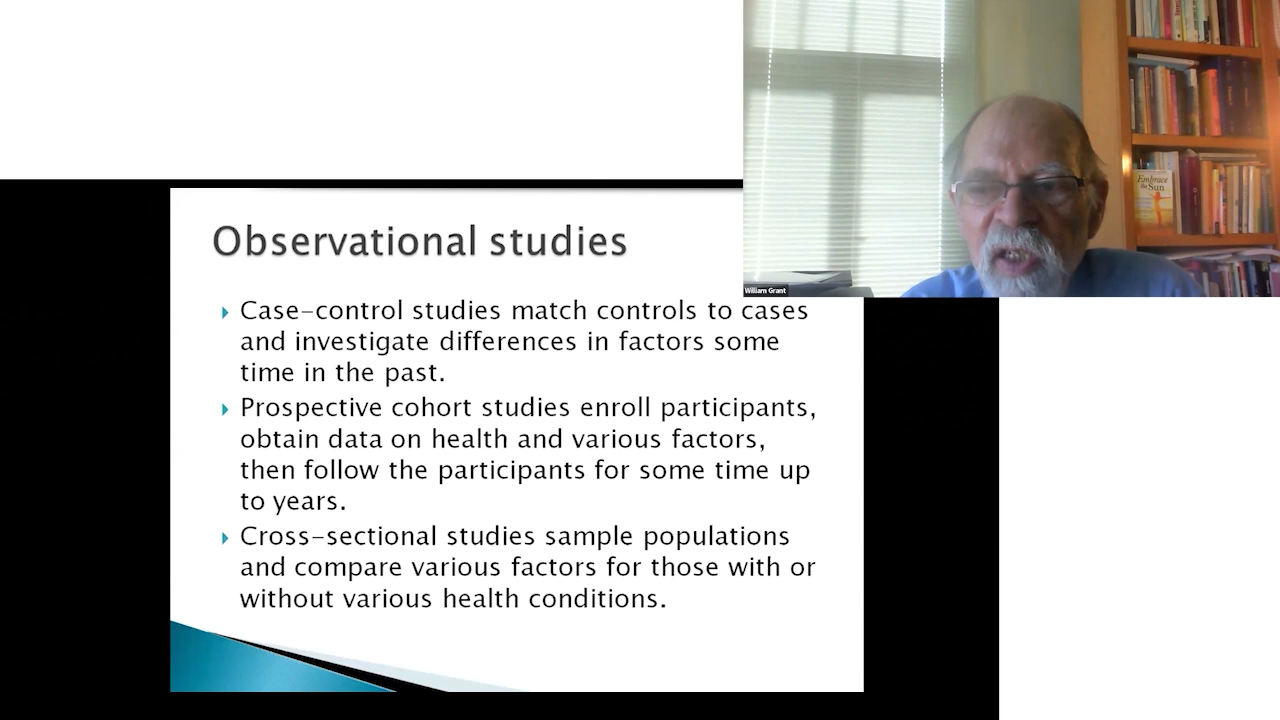 Observational studies
Case-control studies match controls to cases
and investigate differences in factors some
time in the past.
Prospective cohort studies enroll participants,
obtain data on health and various factors,
then follow the participants for some time up
to years.
Cross-sectional studies sample populations
and compare various factors for those with or
without various health conditions.
William Grant
Embrace
the Sun